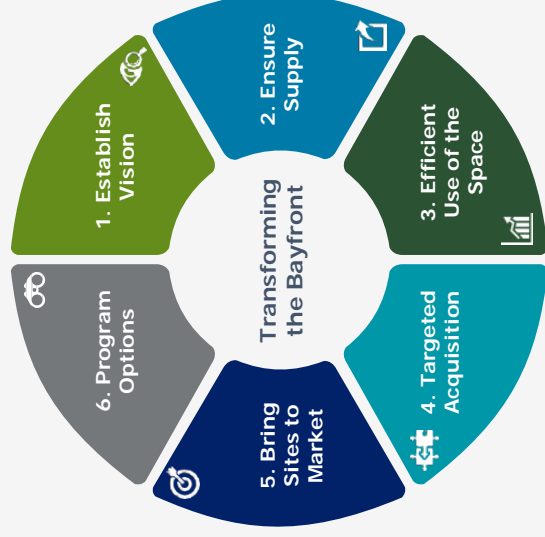 Transforming
the Bayfront
1. Establish
Vision
2. Ensure
Supply
3. Efficient
Use of the
Space
4. Targeted
Acquisition
5. Bring
Sites to
Market
6. Program
Options